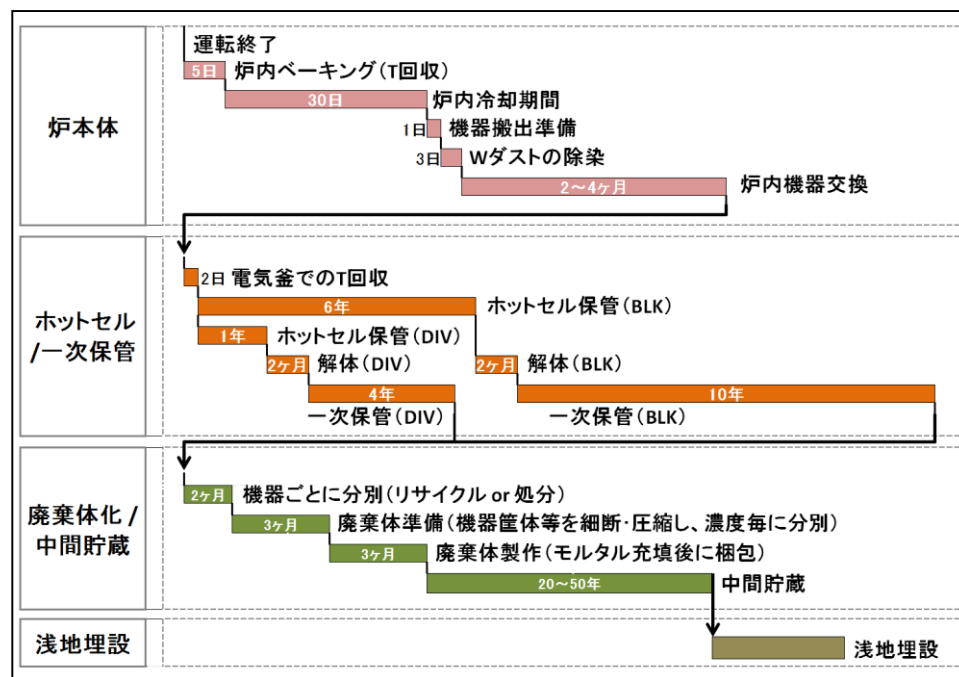 炉本体
運転終了
5日 炉内ベーキング(T回収)
30日 炉内冷却期間
1日 機器搬出準備
3日 Wダストの除染
2～4ヶ月 炉内機器交換
ホットセル
/一次保管
2日 電気釜でのT回収
6年 ホットセル保管(BLK)
1年 ホットセル保管(DIV)
2ヶ月 解体(DIV) 2ヶ月 解体(BLK)
4年 10年
一次保管(DIV) 一次保管(BLK)
廃棄体化 /
中間貯蔵
2ヶ月 機器ごとに分別(リサイクル or 処分)
3ヶ月 廃棄体準備(機器筐体等を細断・圧縮し、濃度毎に分別)
3ヶ月 廃棄体製作(モルタル充填後に梱包)
20～50年 中間貯蔵
浅地埋設
浅地埋設